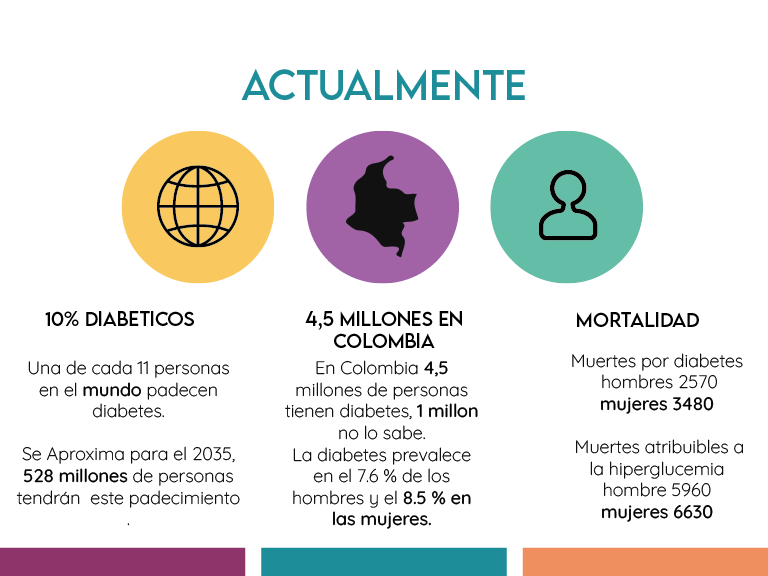 ACTUALMENTE
10% DIABETICOS
Una de cada 11 personas
en el mundo padecen
diabetes.
Se Aproxima para el 2035,
528 millones de personas
tendrán  este padecimiento
.
4,5 MILLONES EN
COLOMBIA
En Colombia 4,5
millones de personas
tienen diabetes, 1 millon
no lo sabe.
La diabetes prevalece
en el 7.6 % de los
hombres y el 8.5 % en
las mujeres.
MORTALIDAD
Muertes por diabetes
hombres 2570
mujeres 3480
Muertes atribuibles a
la hiperglucemia
hombre 5960
mujeres 6630